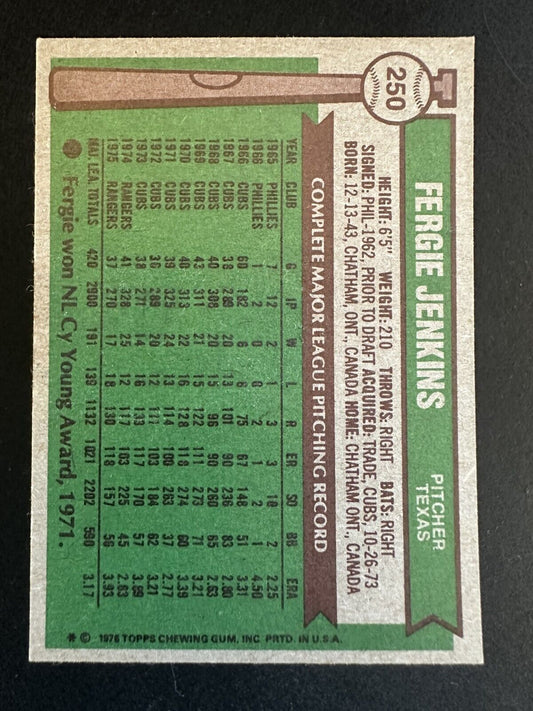 250
FERGIE JENKINS
PITCHER
TEXAS
HEIGHT: 6'5" WEIGHT: 210 THROWS: RIGHT BATS: RIGHT
SIGNED: PHIL-1962, PRIOR TO DRAFT ACQUIRED: TRADE, CUBS, 10-26-73
BORN: 12-13-43, CHATHAM, ONT., CANADA HOME: CHATHAM ONT., CANADA
COMPLETE MAJOR LEAGUE PITCHING RECORD
YEAR CLUB G IP W L R ER SO BB ERA
1965 PHILLIES 7 12 2 1 3 3 10 2 2.25
1966 PHILLIES 1 2 0 0 2 1 2 1 4.50
1966 CUBS 60 182 6 8 75 67 148 51 3.31
1967 CUBS 38 289 20 13 101 90 236 83 2.80
1968 CUBS 40 308 20 15 96 90 260 65 2.63
1969 CUBS 43 311 21 15 122 111 273 71 3.21
1970 CUBS 40 313 22 16 128 118 274 60 3.39
1971 CUBS 39 325 24 13 114 100 263 37 2.77
1972 CUBS 36 289 20 12 111 103 184 62 3.21
1973 CUBS 38 271 14 16 133 117 170 57 3.89
1974 RANGERS 41 328 25 12 117 103 225 45 2.83
1975 RANGERS 37 270 17 18 130 118 157 56 3.93
MAJ. LEA. TOTALS 420 2900 191 139 1132 1021 2202 590 3.17
Fergie won NL Cy Young Award, 1971.
* © 1976 TOPPS CHEWING GUM, INC. PRTD. IN U.S.A.